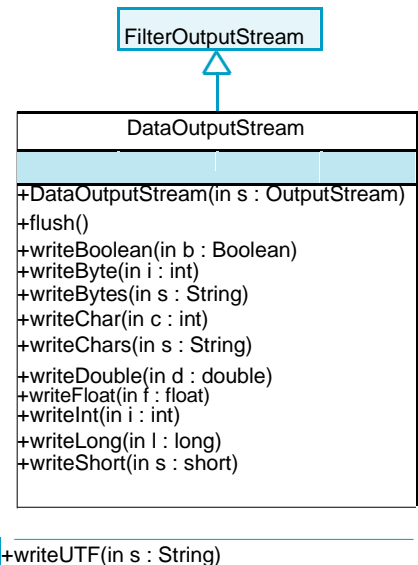 FilterOutputStream
DataOutputStream
+DataOutputStream(in s : OutputStream)
+flush()
+writeBoolean(in b : Boolean)
+writeByte(in i : int)
+writeBytes(in s : String)
+writeChar(in c : int)
+writeChars(in s : String)
+writeDouble(in d : double)
+writeFloat(in f : float)
+writeInt(in i : int)
+writeLong(in l : long)
+writeShort(in s : short)
+writeUTF(in s : String)